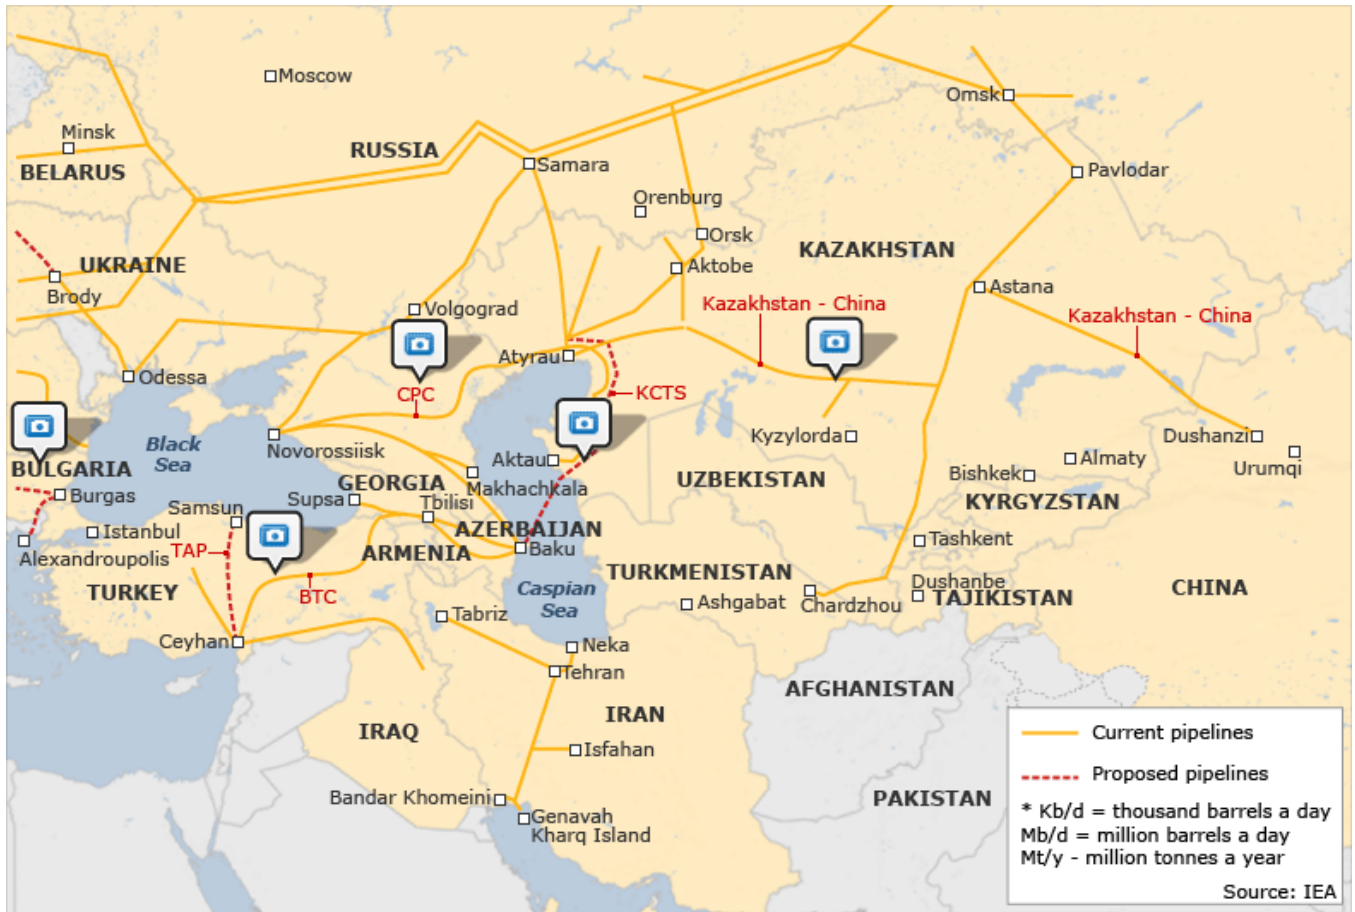 Moscow
Omsk
Minsk
RUSSIA
Samara
BELARUS
Pavlodar
Orenburg
Orsk
KAZAKHSTAN
UKRAINE
Aktobe
Brody
Astana
Kazakhstan - China
Volgograd
Kazakhstan - China
Atyrau
Odessa
CPC
KCTS
Black
Sea
Novorossiisk
Kyzylorda
Dushanzi
Aktau
Almaty
Urumqi
BULGARIA
Bishkek
GEORGIA
Makhachkala
UZBEKISTAN
Burgas
Supsa
KYRGYZSTAN
Samsun
Tbilisi
Istanbul
AZERBAIJAN
Alexandroupolis
TAP
ARMENIA
Baku
Tashkent
TURKMENISTAN
Dushanbe
TURKEY
BTC
Caspian
Sea
Ashgabat
Chardzhou
TAJIKISTAN
CHINA
Tabriz
Ceyhan
Neka
Tehran
AFGHANISTAN
IRAQ
IRAN
Isfahan
Bandar Khomeini
PAKISTAN
Genavah
Kharq Island
Current pipelines
Proposed pipelines
* Kb/d = thousand barrels a day
Mb/d = million barrels a day
Mt/y - million tonnes a year
Source: IEA